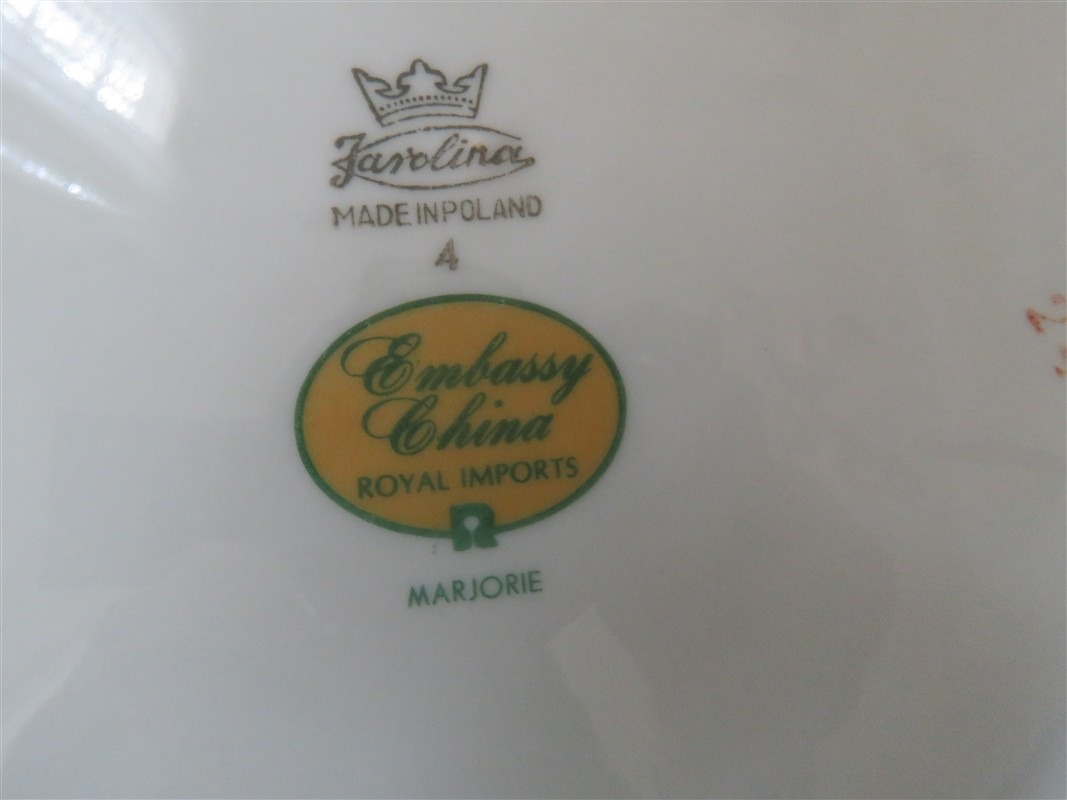 Karolina
MADE IN POLAND
4
Embassy
China
ROYAL IMPORTS
R
MARJORIE